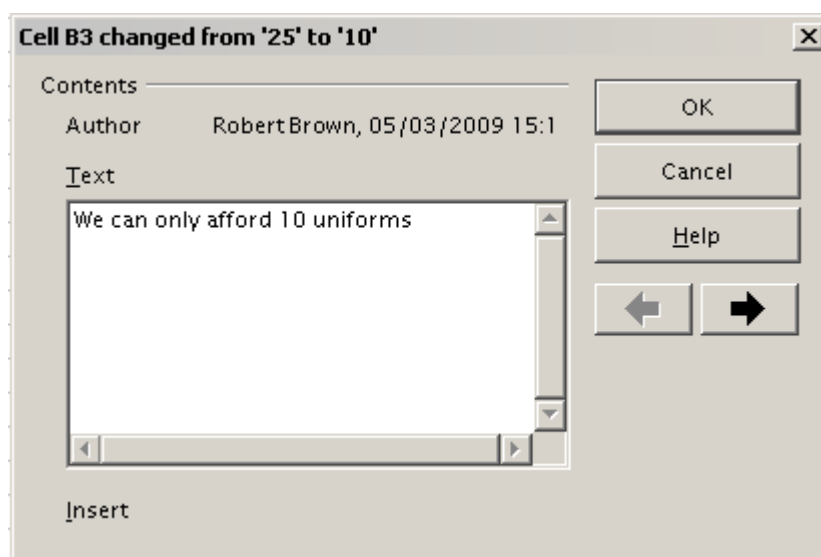 Cell B3 changed from '25' to '10'
Contents
Author Robert Brown, 05/03/2009 15:1
Text
We can only afford 10 uniforms
Insert
OK
Cancel
Help